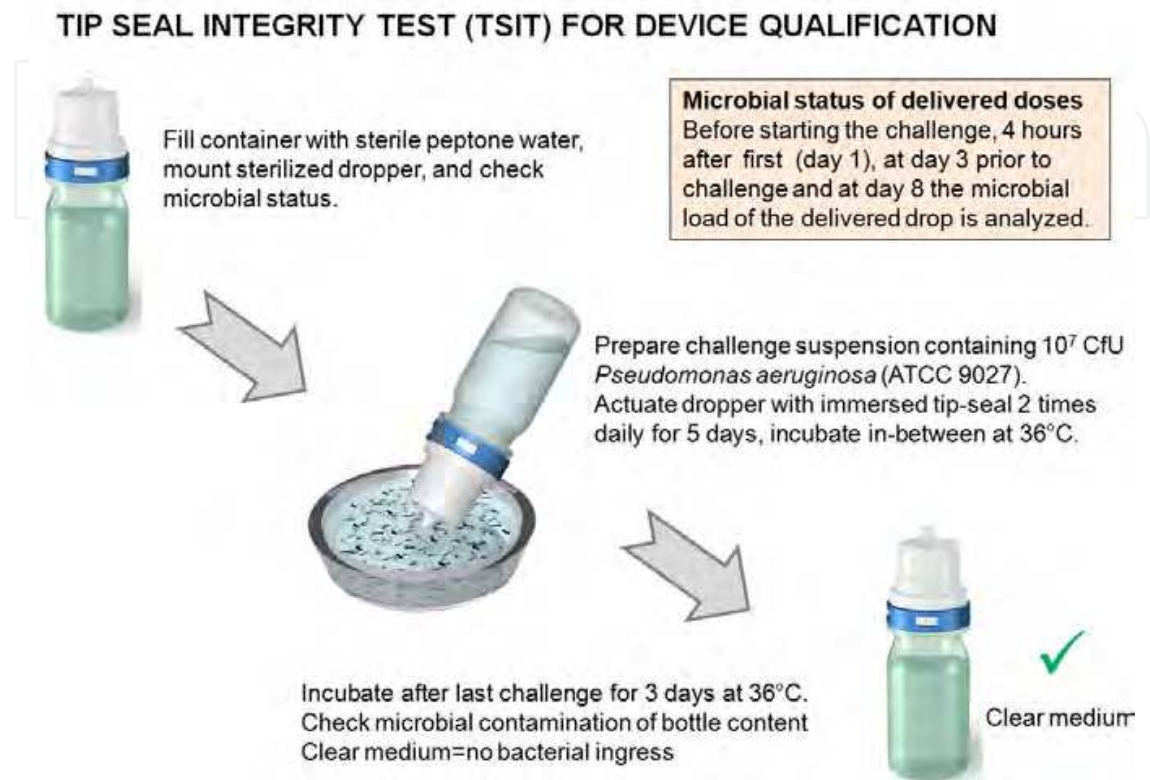 TIP SEAL INTEGRITY TEST (TSIT) FOR DEVICE QUALIFICATION
Fill container with sterile peptone water,
mount sterilized dropper, and check
microbial status.
Microbial status of delivered doses
Before starting the challenge, 4 hours
after first (day 1), at day 3 prior to
challenge and at day 8 the microbial
load of the delivered drop is analyzed.
Prepare challenge suspension containing 10⁷ CfU
Pseudomonas aeruginosa (ATCC 9027).
Actuate dropper with immersed tip-seal 2 times
daily for 5 days, incubate in-between at 36°C.
Incubate after last challenge for 3 days at 36°C.
Check microbial contamination of bottle content
Clear medium=no bacterial ingress
Clear medium